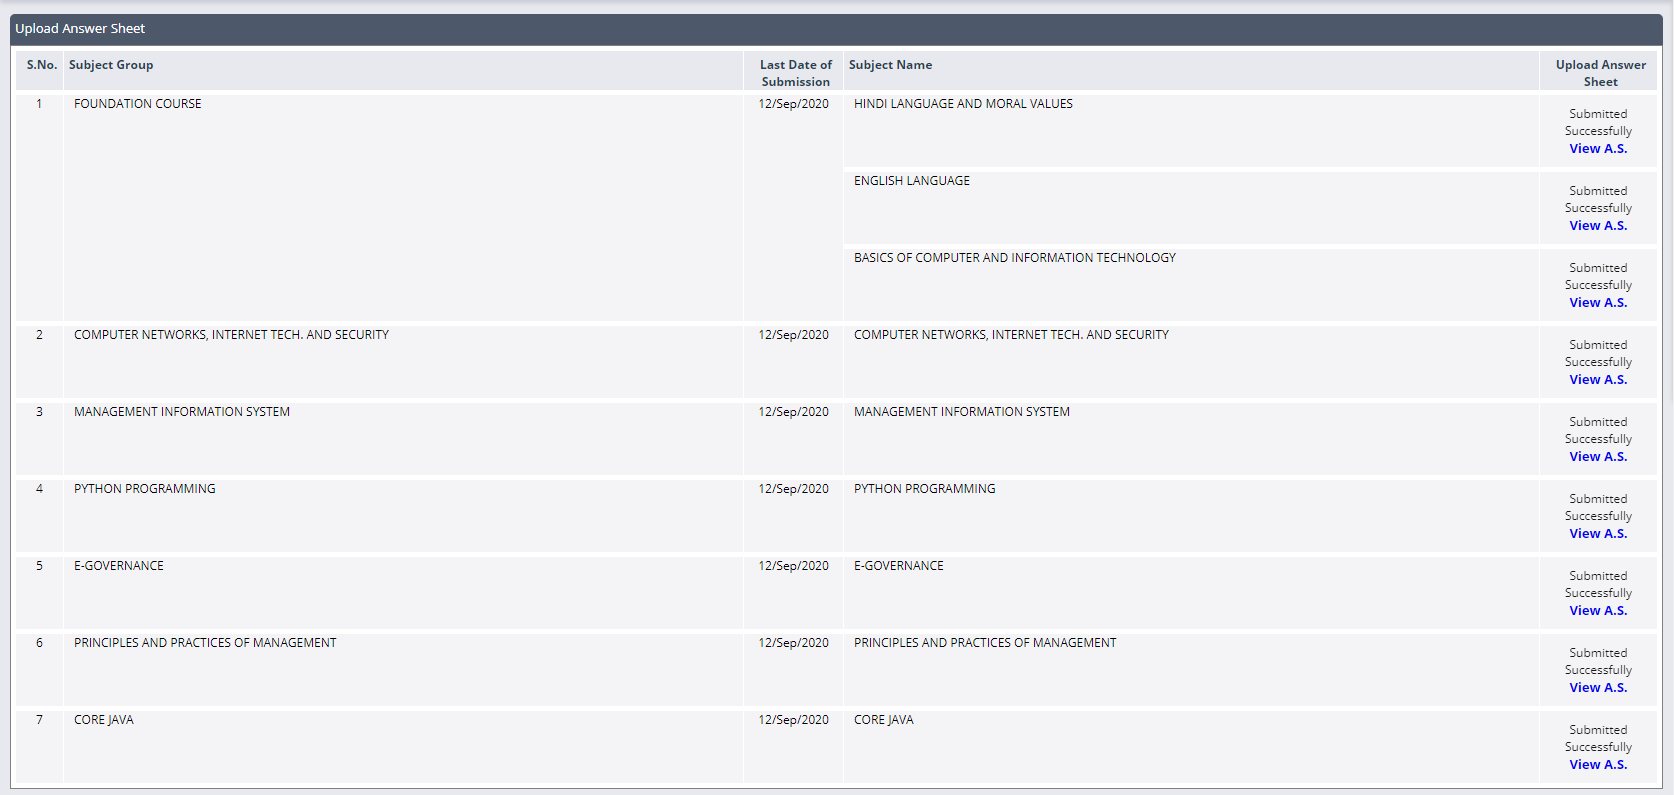 Upload Answer Sheet
S.No. Subject Group Last Date of Submission Subject Name Upload Answer Sheet
1 FOUNDATION COURSE 12/Sep/2020 HINDI LANGUAGE AND MORAL VALUES
Submitted
Successfully
View A.S.
ENGLISH LANGUAGE
Submitted
Successfully
View A.S.
BASICS OF COMPUTER AND INFORMATION TECHNOLOGY
Submitted
Successfully
View A.S.
2 COMPUTER NETWORKS, INTERNET TECH. AND SECURITY 12/Sep/2020 COMPUTER NETWORKS, INTERNET TECH. AND SECURITY
Submitted
Successfully
View A.S.
3 MANAGEMENT INFORMATION SYSTEM 12/Sep/2020 MANAGEMENT INFORMATION SYSTEM
Submitted
Successfully
View A.S.
4 PYTHON PROGRAMMING 12/Sep/2020 PYTHON PROGRAMMING
Submitted
Successfully
View A.S.
5 E-GOVERNANCE 12/Sep/2020 E-GOVERNANCE
Submitted
Successfully
View A.S.
6 PRINCIPLES AND PRACTICES OF MANAGEMENT 12/Sep/2020 PRINCIPLES AND PRACTICES OF MANAGEMENT
Submitted
Successfully
View A.S.
7 CORE JAVA 12/Sep/2020 CORE JAVA
Submitted
Successfully
View A.S.